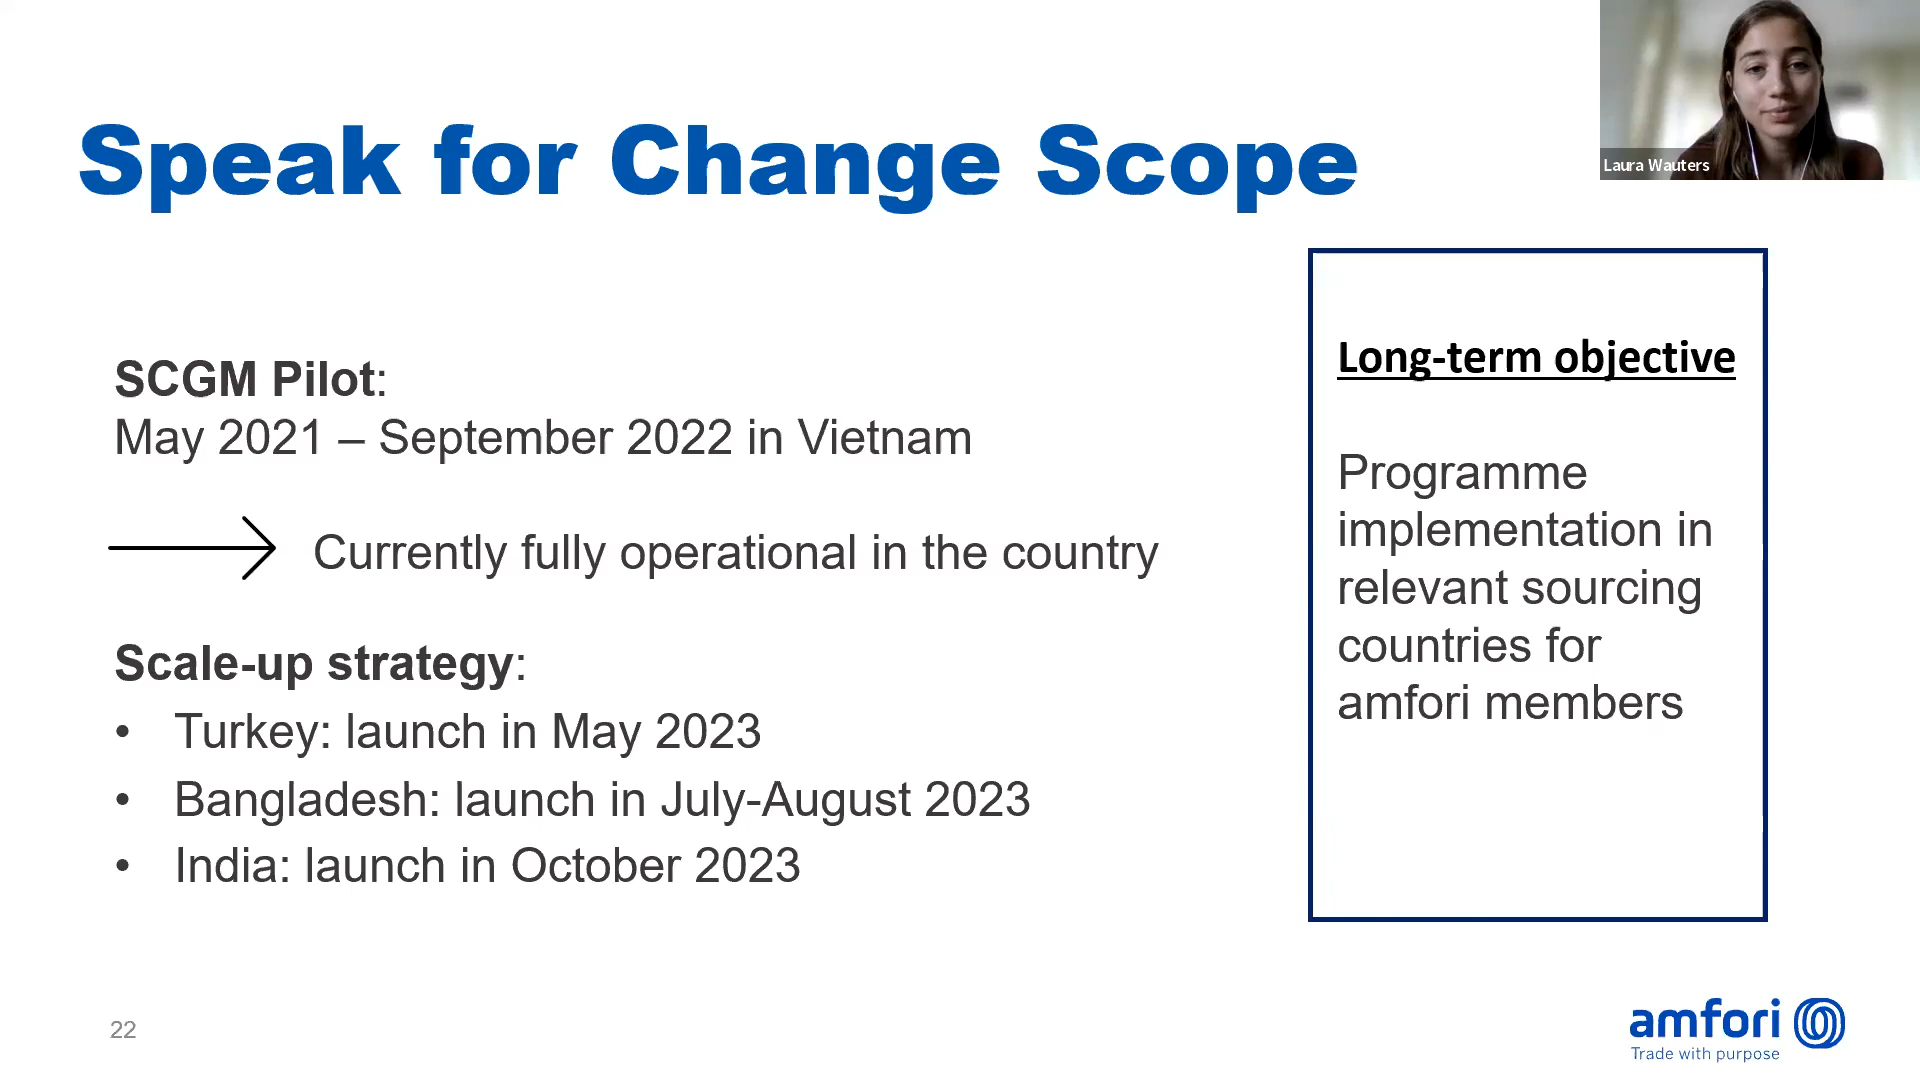 Speak for Change Scope
Laura Wauters
SCGM Pilot:
May 2021 – September 2022 in Vietnam
Currently fully operational in the country
Scale-up strategy:
• Turkey: launch in May 2023
• Bangladesh: launch in July-August 2023
• India: launch in October 2023
Long-term objective
Programme
implementation in
relevant sourcing
countries for
amfori members
22
amfori
Trade with purpose